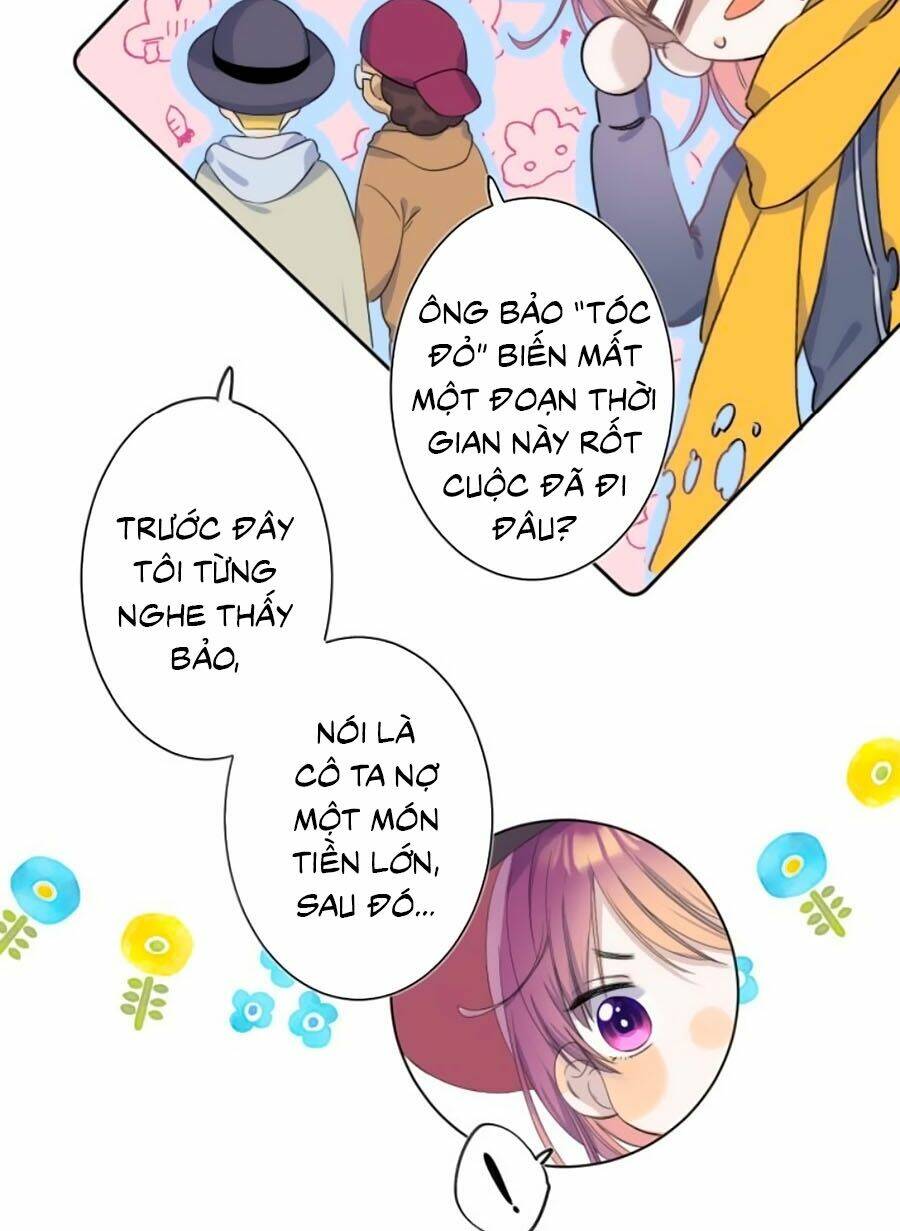 ÔNG BẢO "TÓC
ĐỎ" BIẾN MẤT
MỘT ĐOẠN THỜI
GIAN NÀY RỐT
CUỘC ĐÃ ĐI
ĐÂU?
TRƯỚC ĐÂY
TÔI TỪNG
NGHE THẤY
BẢO,
NÓI LÀ
CÔ TA NỢ
MỘT MÓN
TIỀN LỚN,
SAU ĐÓ...
!